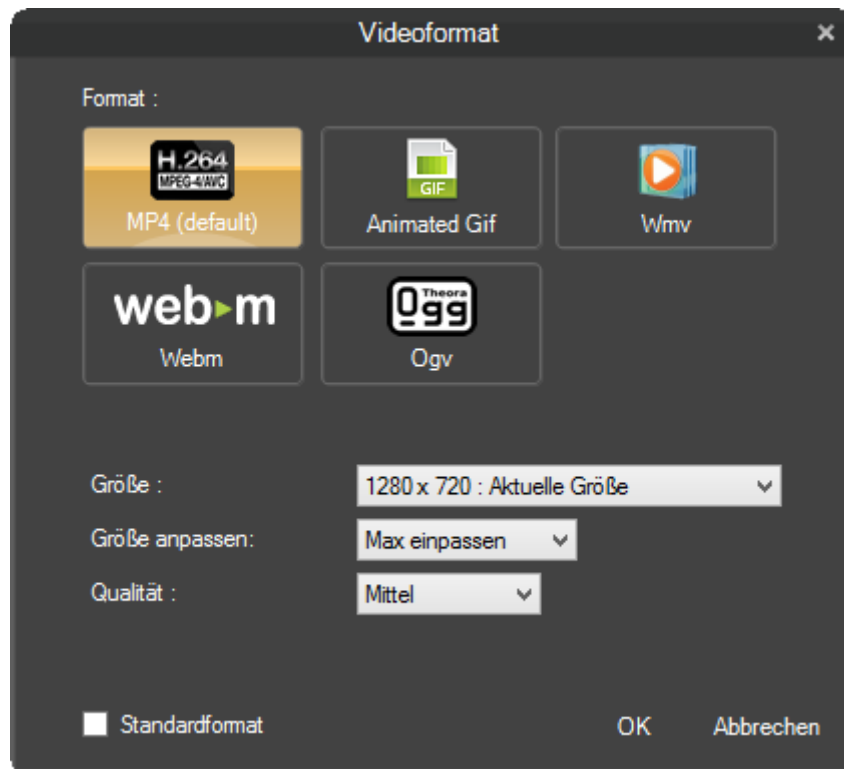 Videoformat
Format :
H.264
MPEG-4/AVC
MP4 (default)
GIF
Animated Gif
Wmv
web m
Webm
Theora
Ogg
Ogv
Größe :
1280 x 720 : Aktuelle Größe
Größe anpassen:
Max einpassen
Qualität :
Mittel
Standardformat
OK
Abbrechen